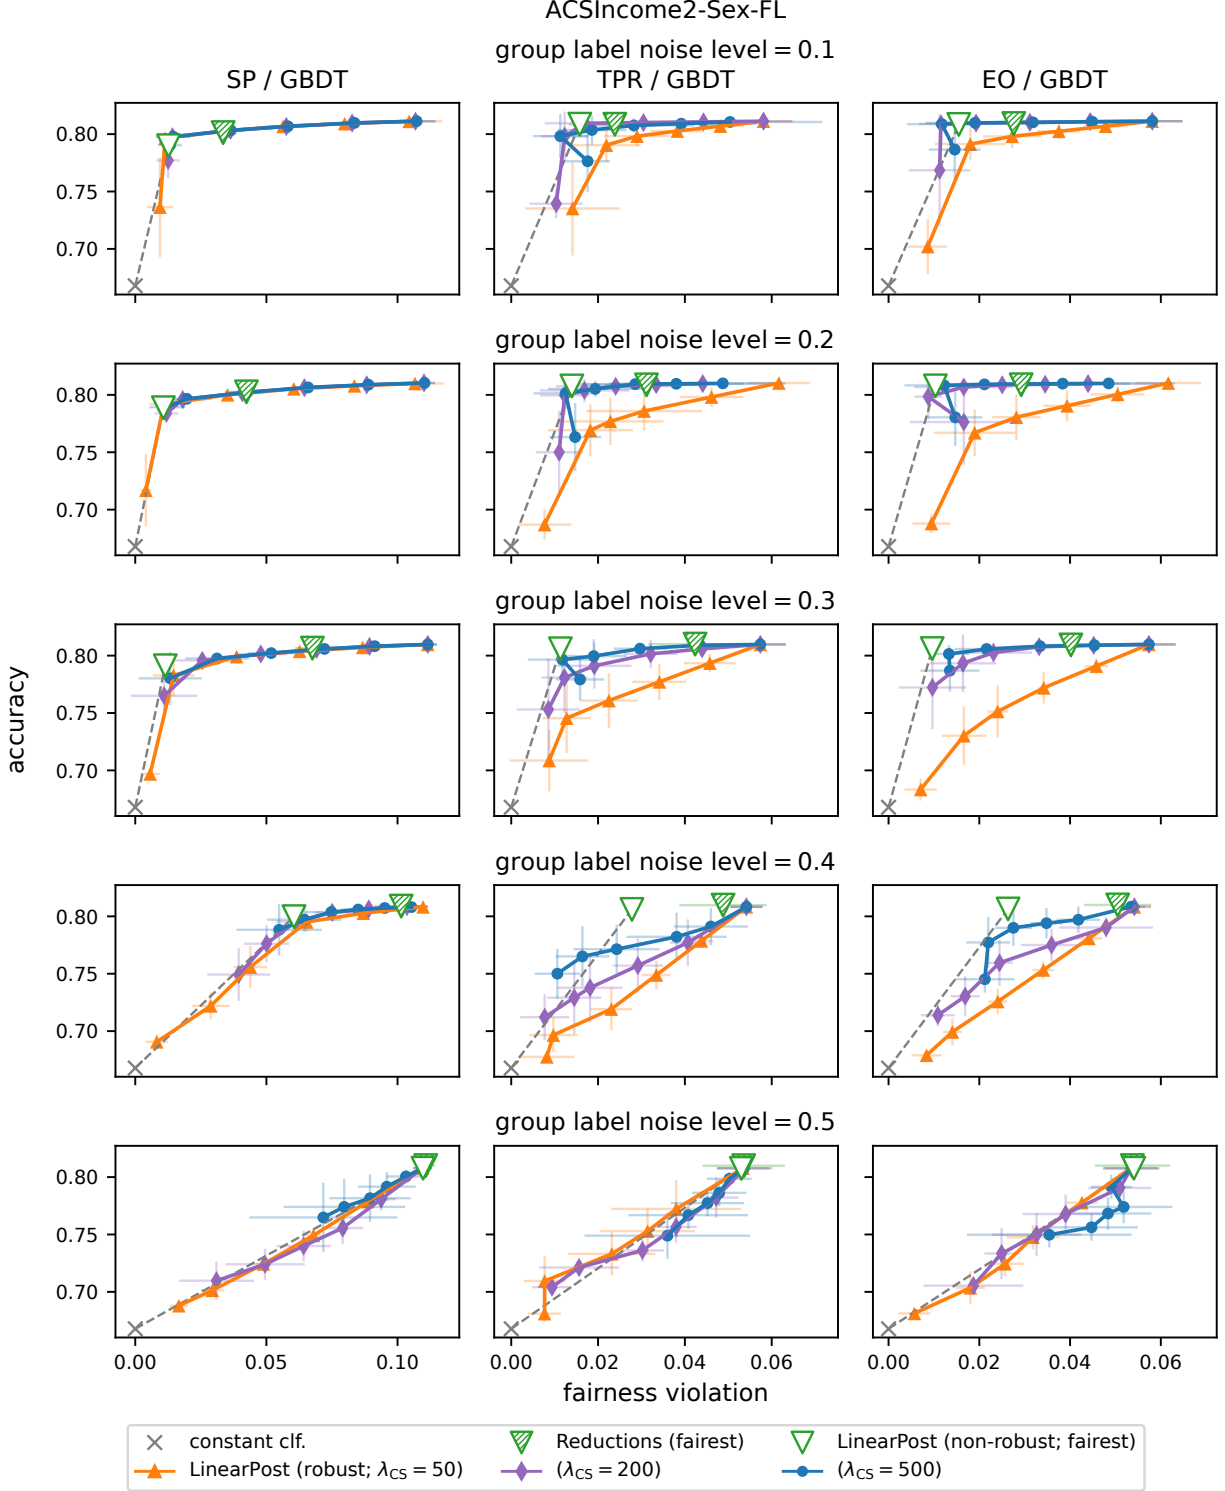 ACSIncome2-Sex-FL
group label noise level = 0.1
SP / GBDT
TPR / GBDT
EO / GBDT
0.80
0.75
0.70
group label noise level = 0.2
0.80
0.75
0.70
group label noise level = 0.3
0.80
0.75
0.70
accuracy
group label noise level = 0.4
0.80
0.75
0.70
group label noise level = 0.5
0.80
0.75
0.70
0.00 0.05 0.10
0.00 0.02 0.04 0.06
0.00 0.02 0.04 0.06
fairness violation
constant clf.
Reductions (fairest)
LinearPost (non-robust; fairest)
LinearPost (robust; λCS = 50)
(λCS = 200)
(λCS = 500)